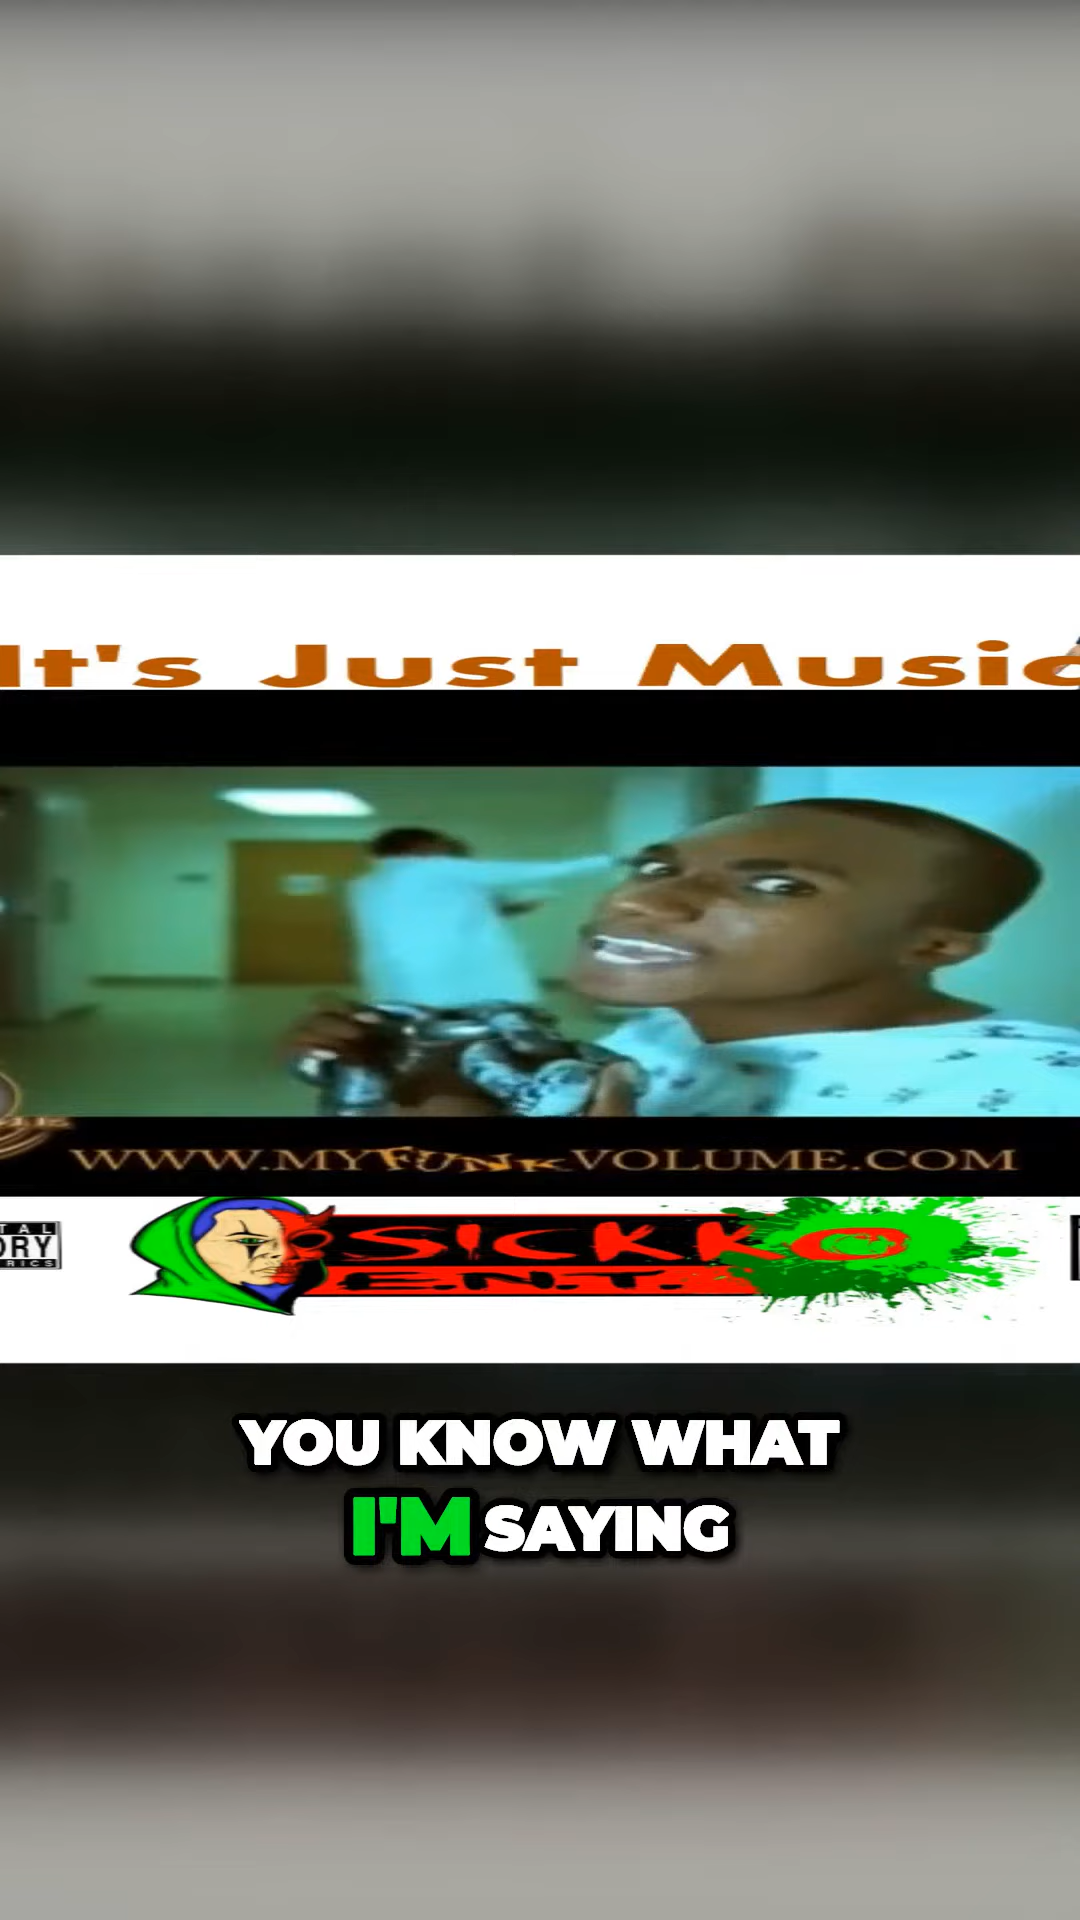 It's Just Music
WWW.MYFUNKVOLUME.COM
SICKKO
E.N.T.
YOU KNOW WHAT
I'M SAYING